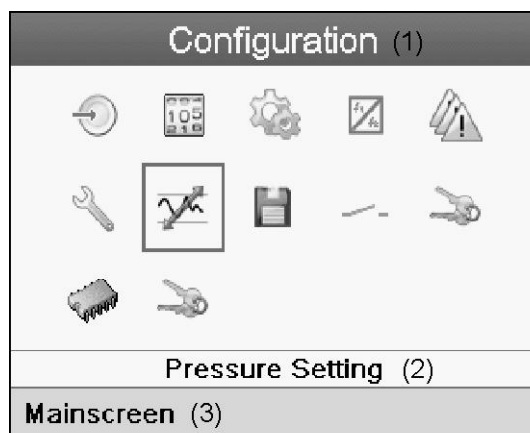 Configuration (1)
105
Pressure Setting (2)
Mainscreen (3)